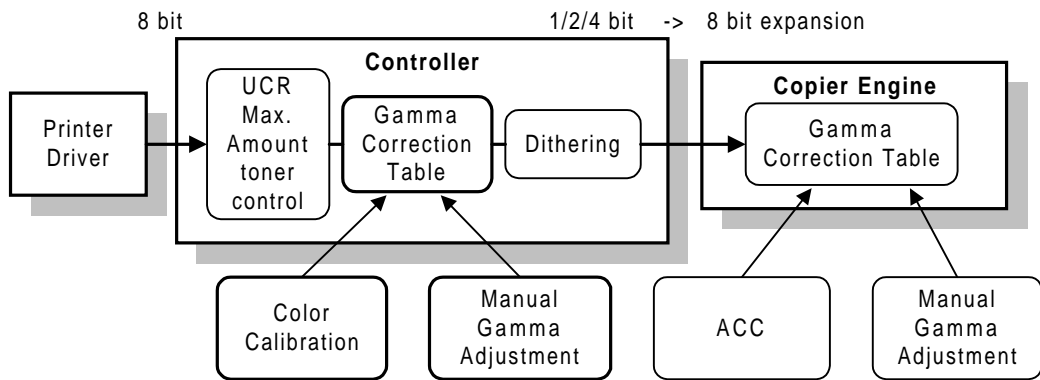 8 bit
1/2/4 bit -> 8 bit expansion
Controller
Copier Engine
Printer
Driver
UCR
Max.
Amount
toner
control
Gamma
Correction
Table
Dithering
Gamma
Correction Table
Color
Calibration
Manual
Gamma
Adjustment
ACC
Manual
Gamma
Adjustment